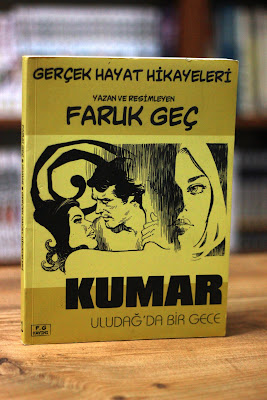 GERÇEK HAYAT HİKAYELERİ
YAZAN VE RESİMLEYEN
FARUK GEÇ
KUMAR
ULUDAĞ'DA BİR GECE
P.G